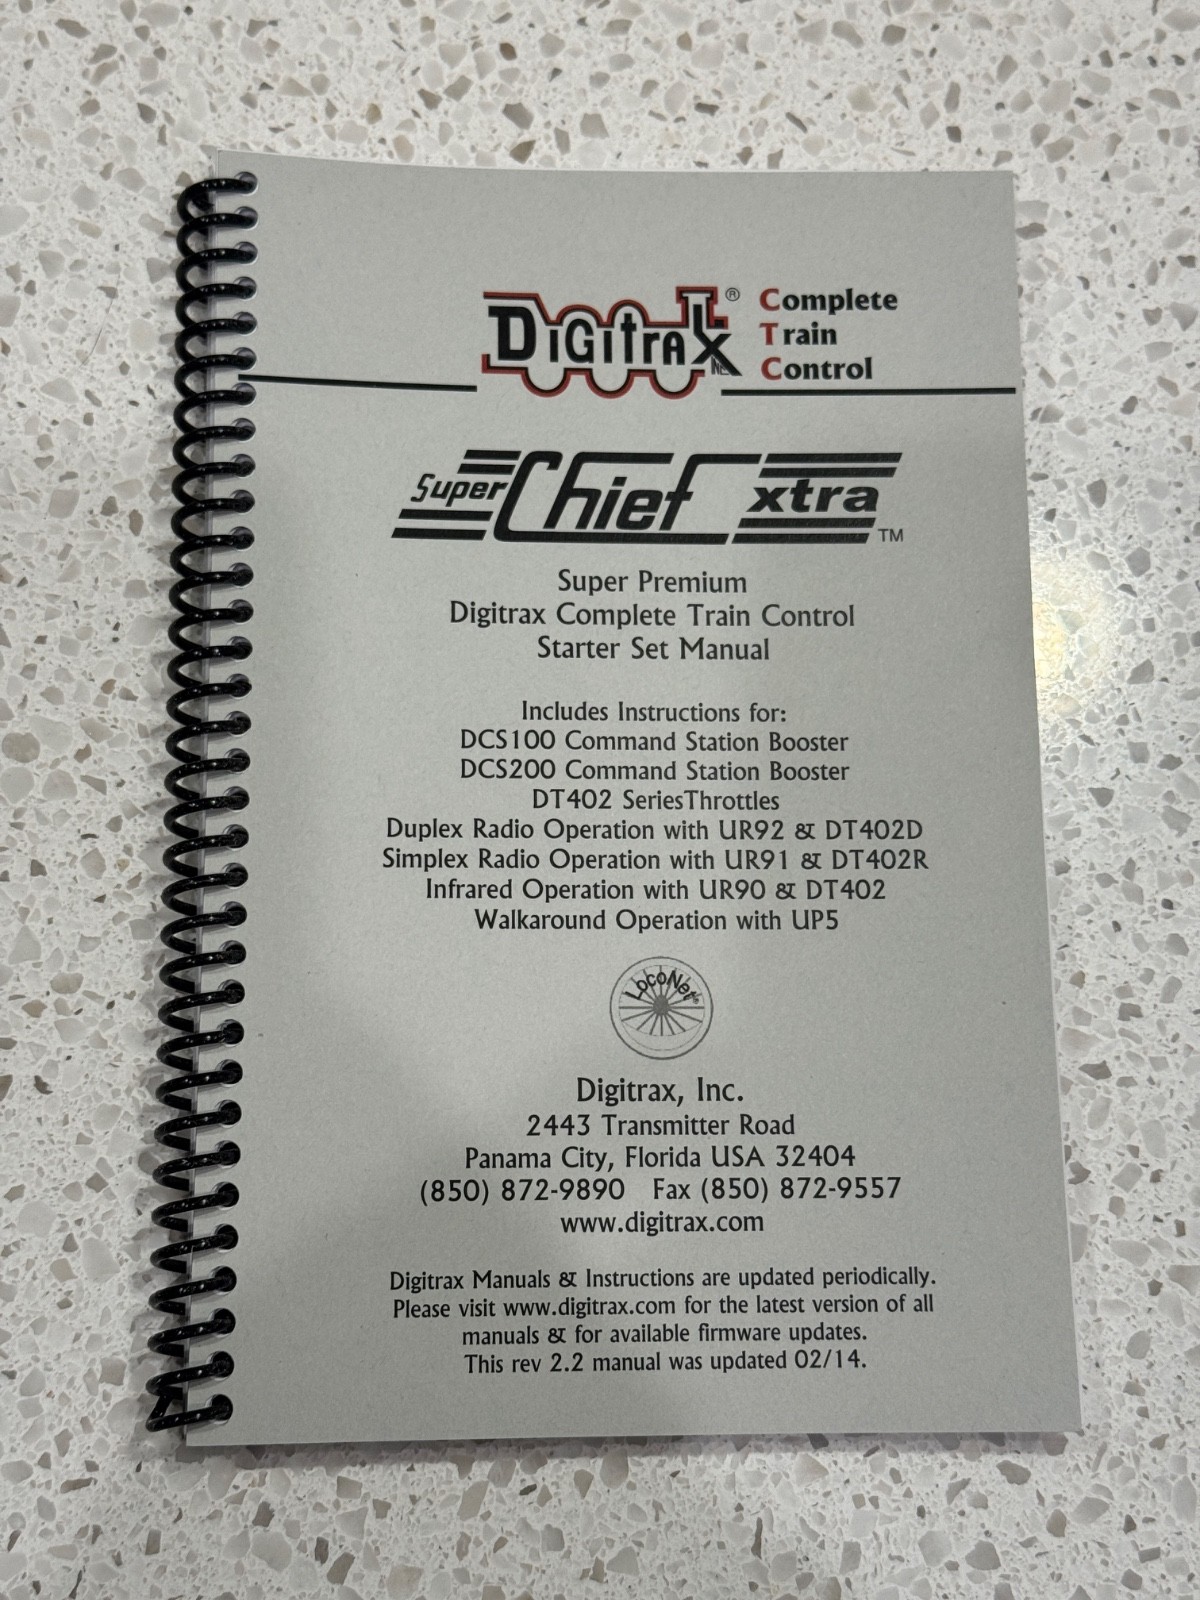 DIGITRAX INC ®
Complete
Train
Control
Super Chief xtra ™
Super Premium
Digitrax Complete Train Control
Starter Set Manual
Includes Instructions for:
DCS100 Command Station Booster
DCS200 Command Station Booster
DT402 SeriesThrottles
Duplex Radio Operation with UR92 & DT402D
Simplex Radio Operation with UR91 & DT402R
Infrared Operation with UR90 & DT402
Walkaround Operation with UP5
LocoNet®
Digitrax, Inc.
2443 Transmitter Road
Panama City, Florida USA 32404
(850) 872-9890 Fax (850) 872-9557
www.digitrax.com
Digitrax Manuals & Instructions are updated periodically.
Please visit www.digitrax.com for the latest version of all
manuals & for available firmware updates.
This rev 2.2 manual was updated 02/14.